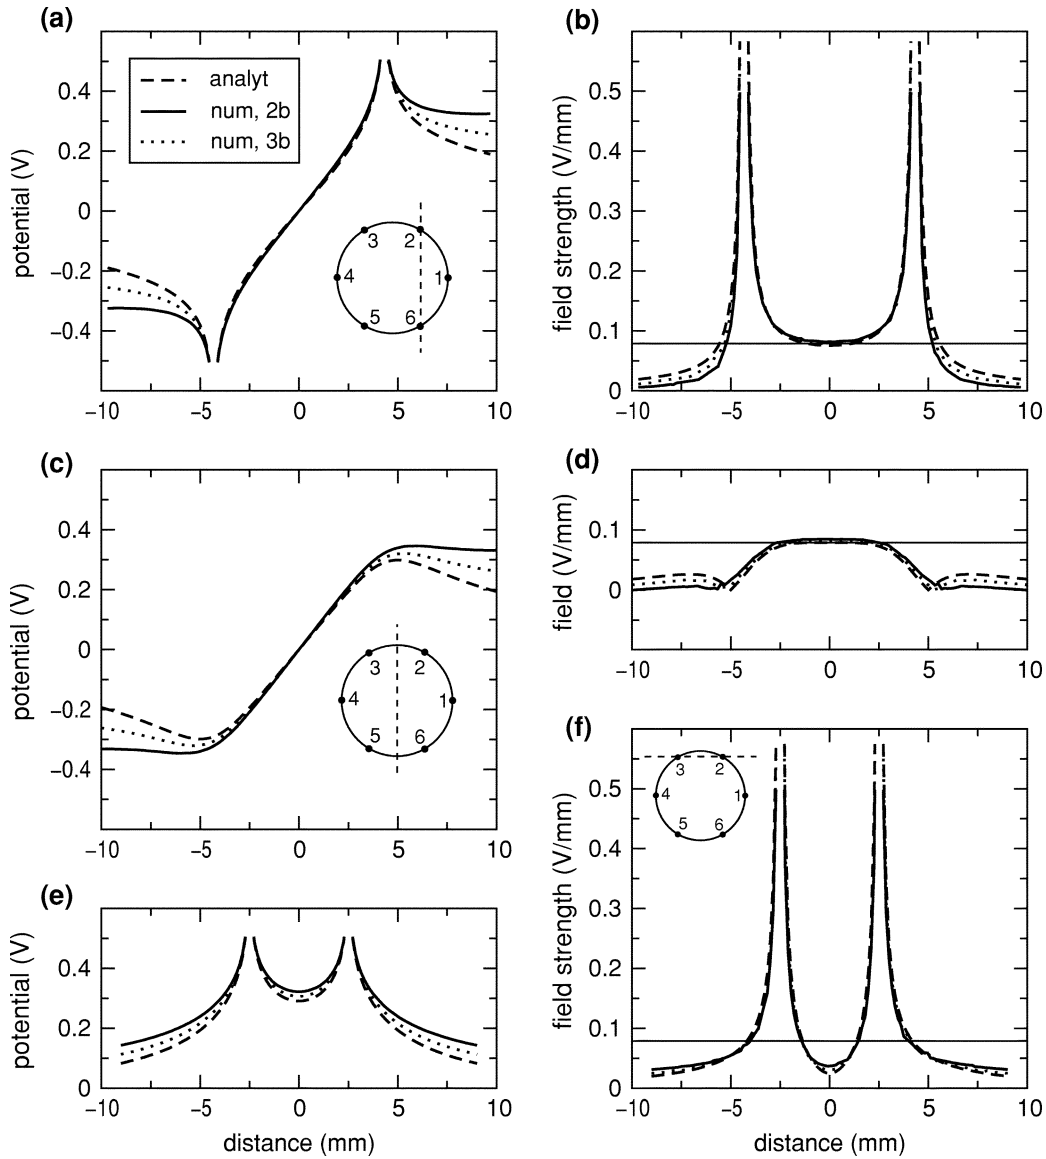 (a)
potential (V)
0.4
0.2
0
−0.2
−0.4
analyt
num, 2b
num, 3b
3 2
4 1
5 6
−10 −5 0 5 10
(b)
field strength (V/mm)
0.5
0.4
0.3
0.2
0.1
0
−10 −5 0 5 10
(c)
potential (V)
0.4
0.2
0
−0.2
−0.4
3 2
4 1
5 6
−10 −5 0 5 10
(d)
field (V/mm)
0.1
0
−10 −5 0 5 10
(e)
potential (V)
0.4
0.2
0
−10 −5 0 5 10
distance (mm)
(f)
field strength (V/mm)
0.5
0.4
0.3
0.2
0.1
0
3 2
4 1
5 6
−10 −5 0 5 10
distance (mm)